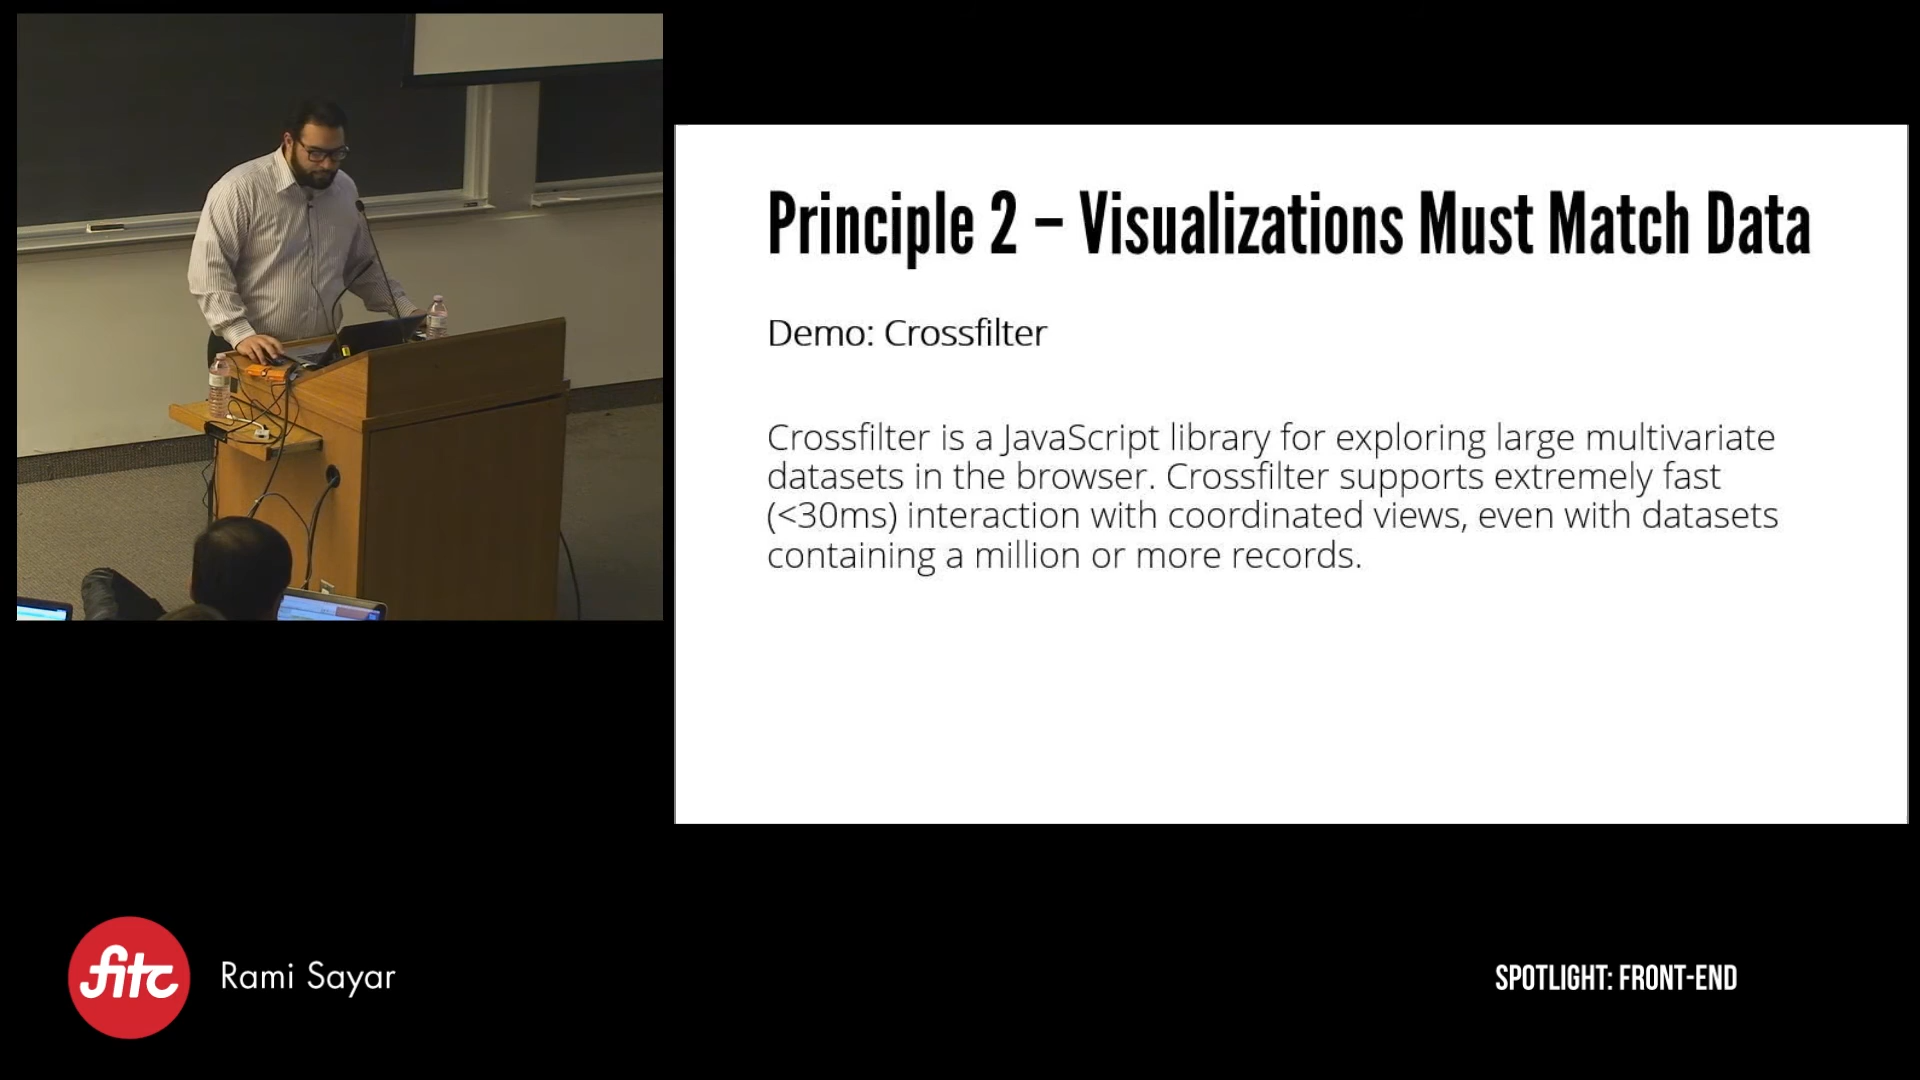 Principle 2 – Visualizations Must Match Data
Demo: Crossfilter
Crossfilter is a JavaScript library for exploring large multivariate
datasets in the browser. Crossfilter supports extremely fast
(<30ms) interaction with coordinated views, even with datasets
containing a million or more records.
fitc
Rami Sayar
SPOTLIGHT: FRONT-END